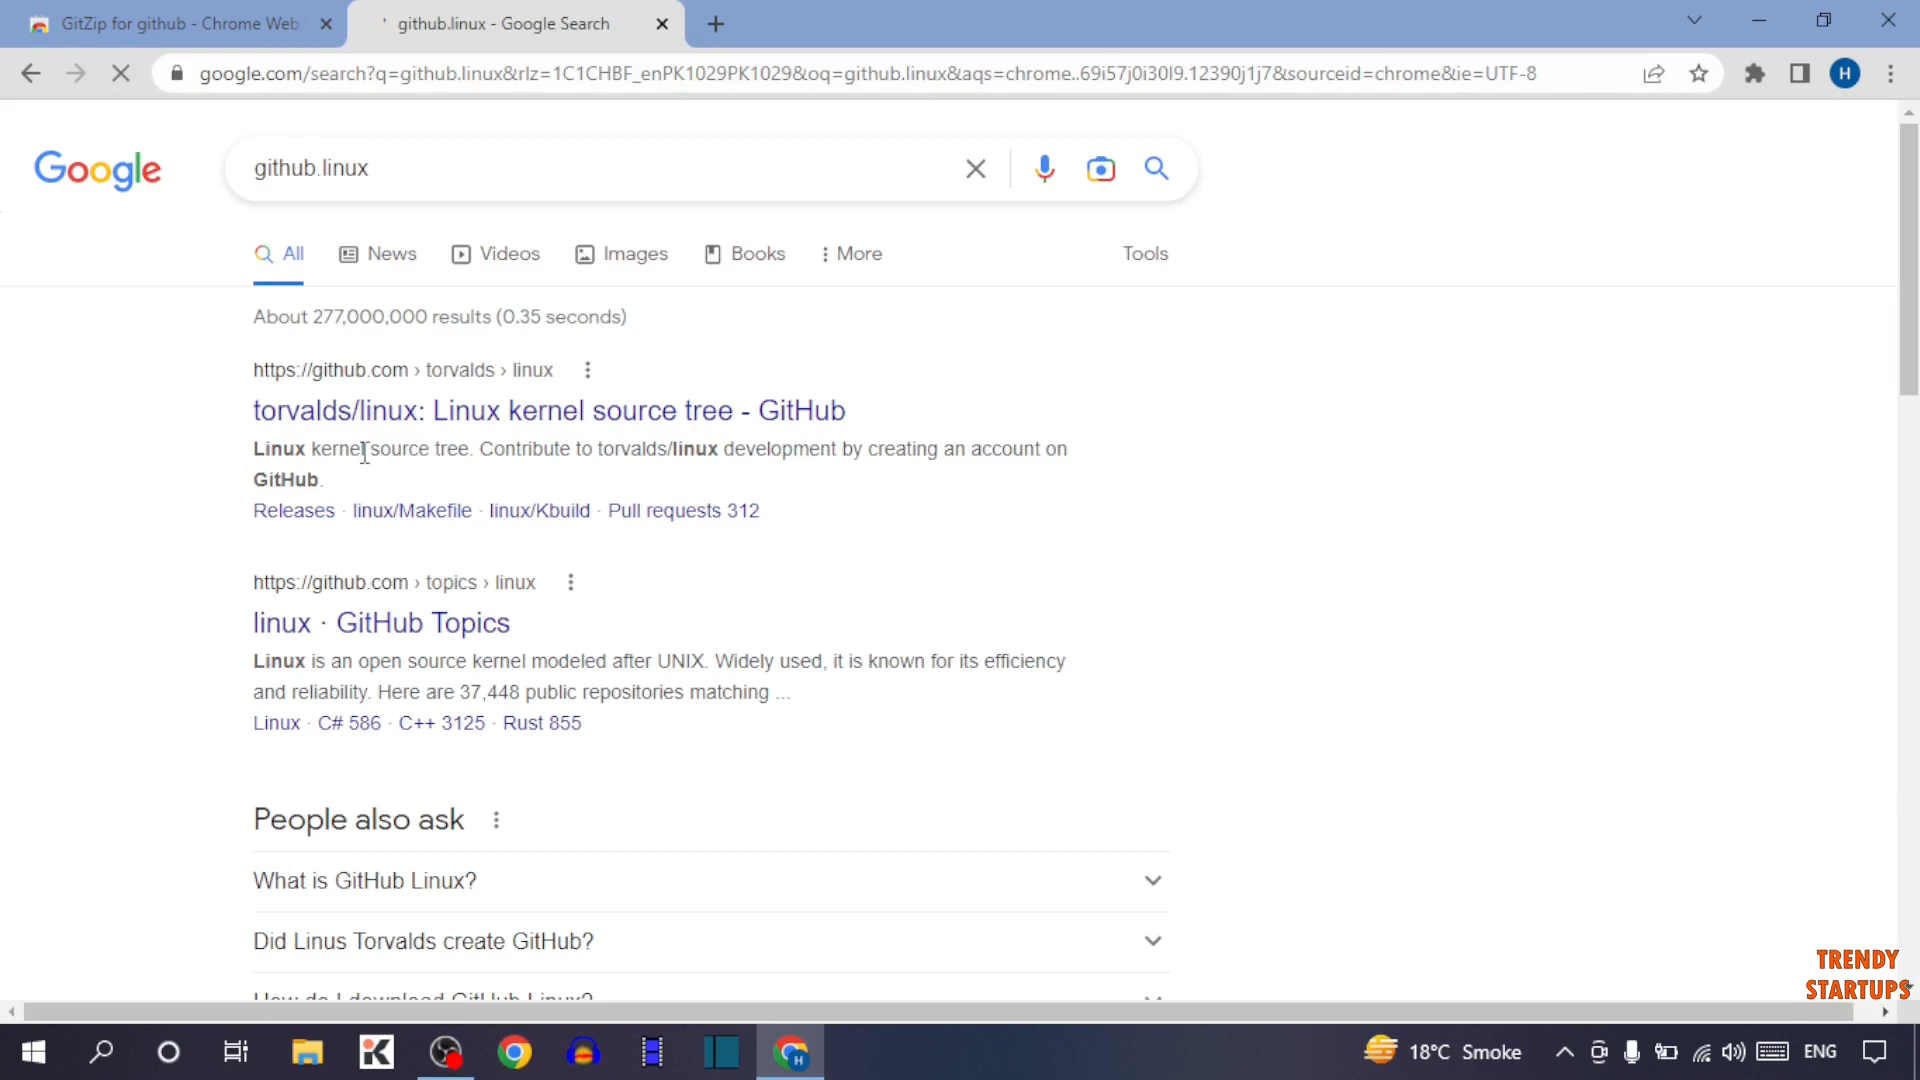 GitZip for github - Chrome Web
github.linux - Google Search
google.com/search?q=github.linux&rlz=1C1CHBF_enPK1029PK1029&oq=github.linux&aqs=chrome..69i57j0i30l9.12390j1j7&sourceid=chrome&ie=UTF-8
H
Google
github.linux
All
News
Videos
Images
Books
More
Tools
About 277,000,000 results (0.35 seconds)
https://github.com › torvalds › linux
torvalds/linux: Linux kernel source tree - GitHub
Linux kernel source tree. Contribute to torvalds/linux development by creating an account on
GitHub.
Releases · linux/Makefile · linux/Kbuild · Pull requests 312
https://github.com › topics › linux
linux · GitHub Topics
Linux is an open source kernel modeled after UNIX. Widely used, it is known for its efficiency
and reliability. Here are 37,448 public repositories matching ...
Linux · C# 586 · C++ 3125 · Rust 855
People also ask
What is GitHub Linux?
Did Linus Torvalds create GitHub?
How do I download GitHub Linux?
TRENDY
STARTUPS
K
H
18°C Smoke
ENG